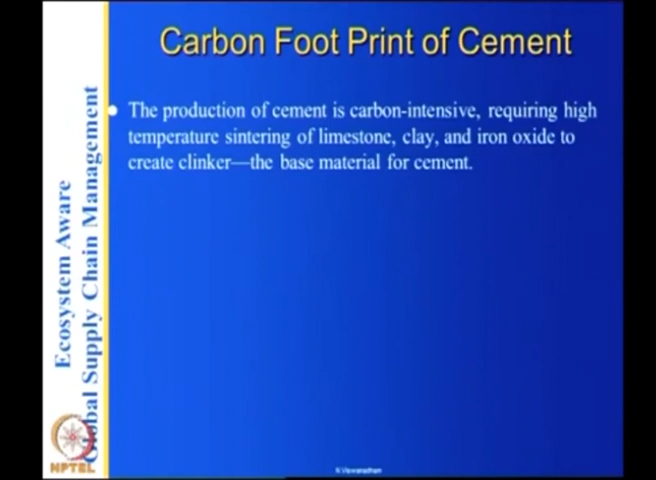 Carbon Foot Print of Cement
The production of cement is carbon-intensive, requiring high
temperature sintering of limestone, clay, and iron oxide to
create clinker—the base material for cement.
Ecosystem Aware
Global Supply Chain Management
NPTEL
N Viswanadham